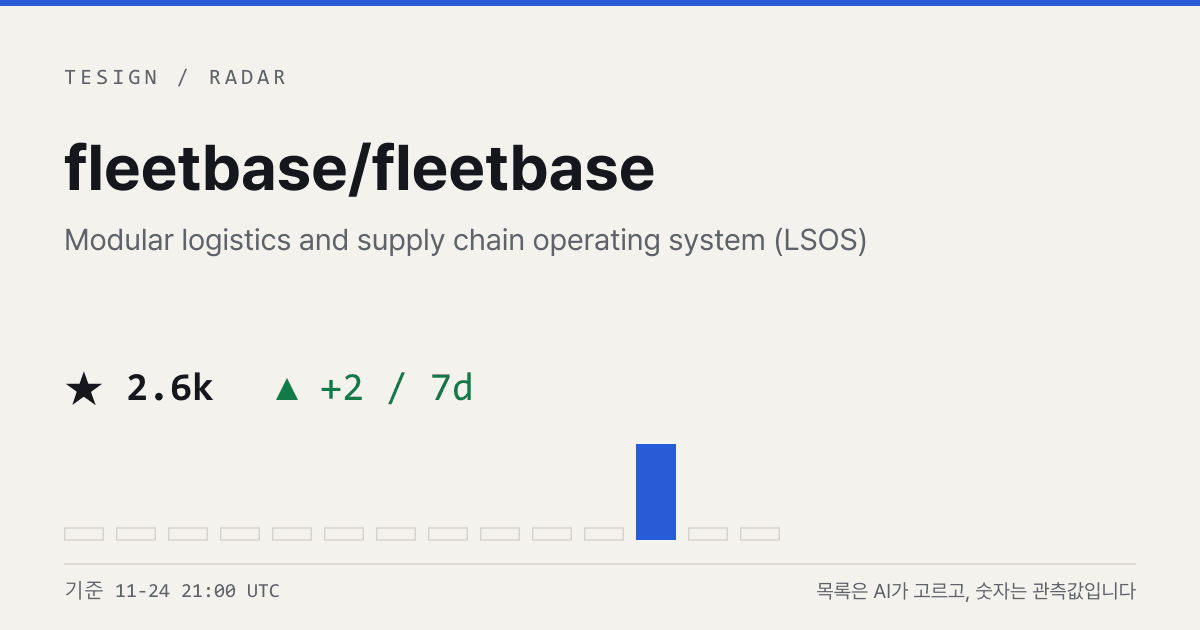 TESIGN / RADAR
fleetbase/fleetbase
Modular logistics and supply chain operating system (LSOS)
★ 2.6k ▲ +2 / 7d
기준 11-24 21:00 UTC
목록은 AI가 고르고, 숫자는 관측값입니다